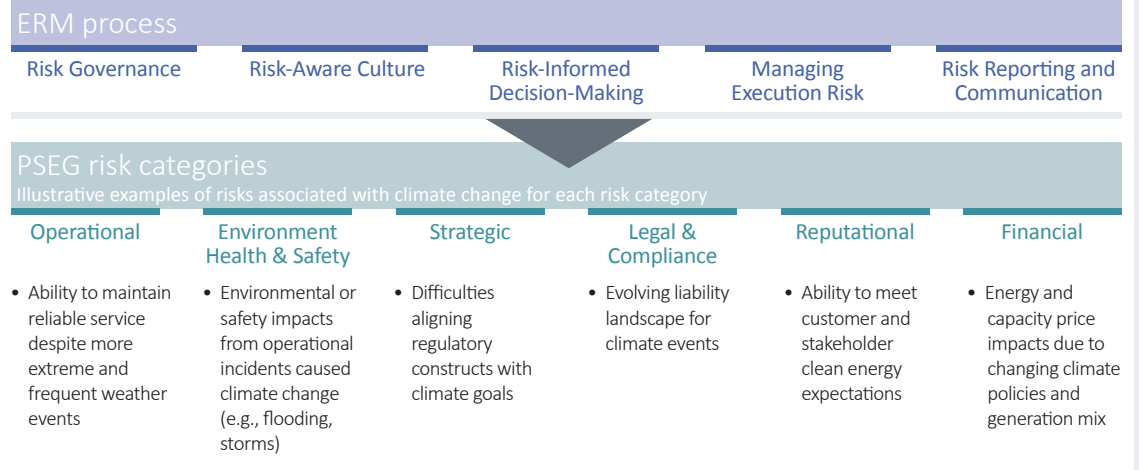 ERM process
Risk Governance
Risk-Aware Culture
Risk-Informed
Decision-Making
Managing
Execution Risk
Risk Reporting and
Communication
PSEG risk categories
Illustrative examples of risks associated with climate change for each risk category
Operational
• Ability to maintain
reliable service
despite more
extreme and
frequent weather
events
Environment
Health & Safety
• Environmental or
safety impacts
from operational
incidents caused
climate change
(e.g., flooding,
storms)
Strategic
• Difficulties
aligning
regulatory
constructs with
climate goals
Legal &
Compliance
• Evolving liability
landscape for
climate events
Reputational
• Ability to meet
customer and
stakeholder
clean energy
expectations
Financial
• Energy and
capacity price
impacts due to
changing climate
policies and
generation mix